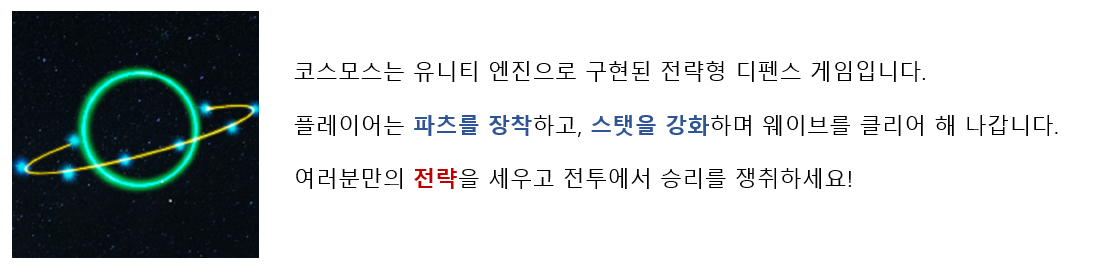 코스모스는 유니티 엔진으로 구현된 전략형 디펜스 게임입니다.
플레이어는 파츠를 장착하고, 스탯을 강화하며 웨이브를 클리어 해 나갑니다.
여러분만의 전략을 세우고 전투에서 승리를 쟁취하세요!